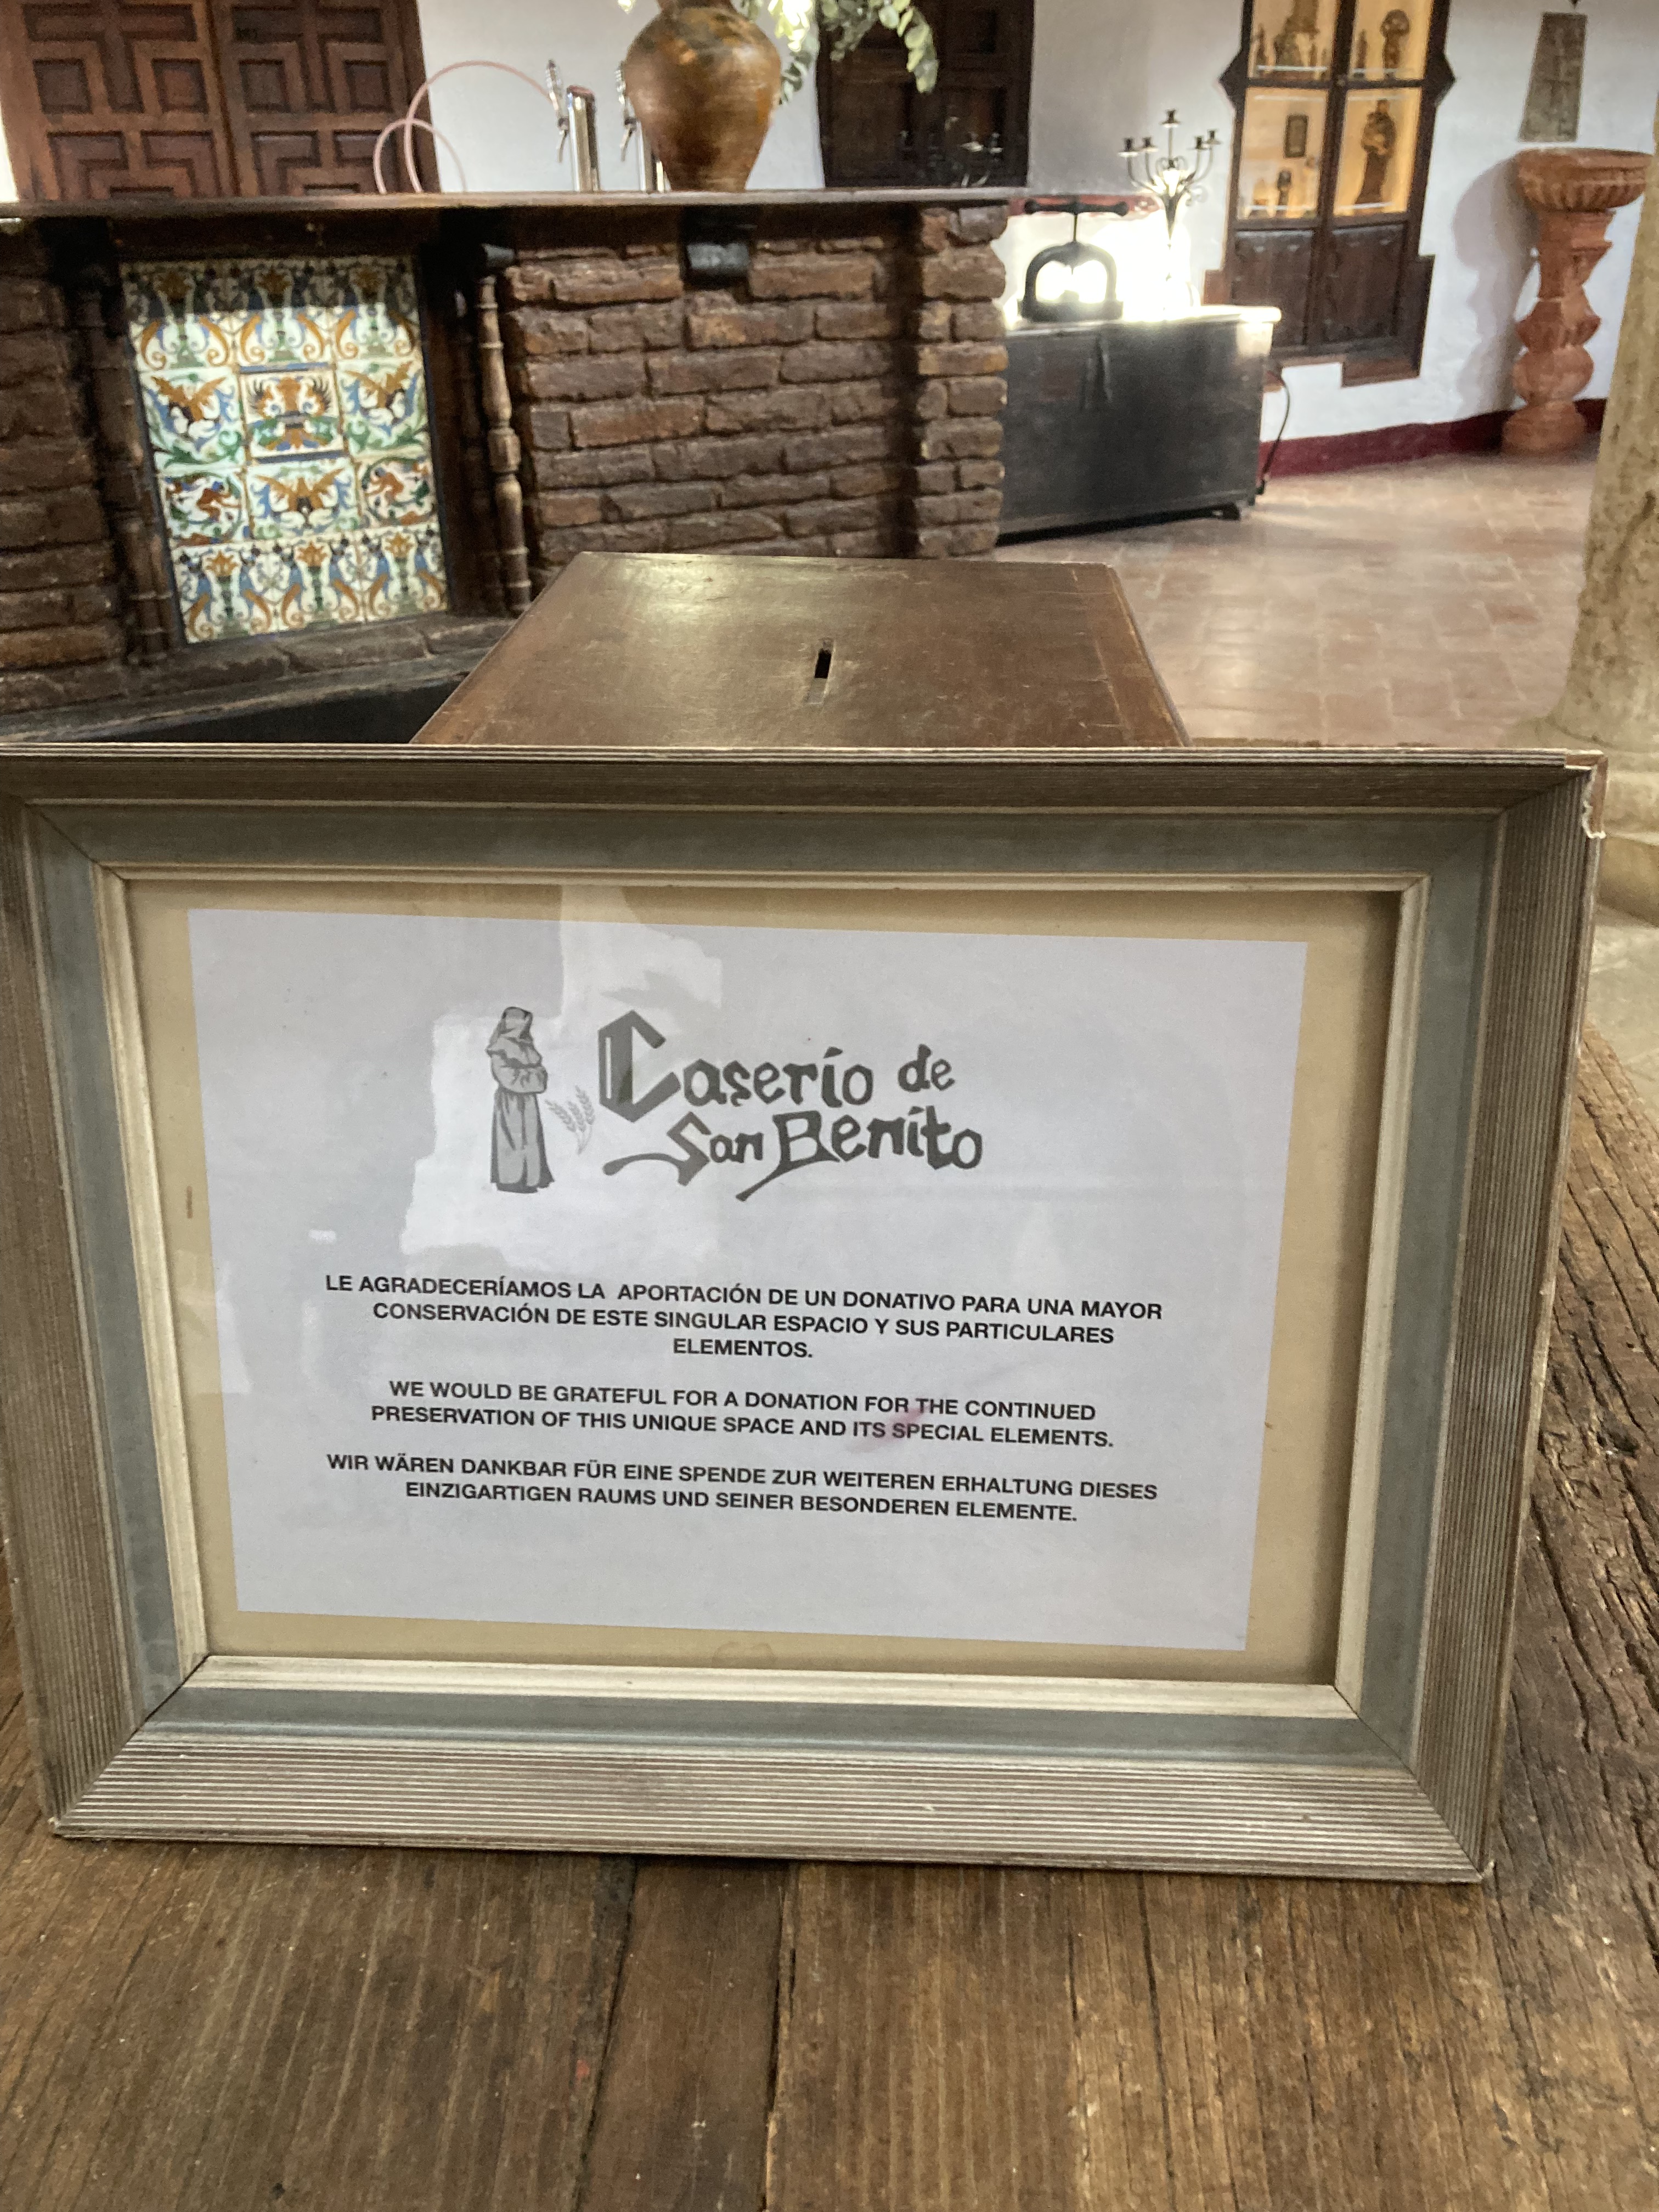 Caserío de
San Benito
LE AGRADECERÍAMOS LA APORTACIÓN DE UN DONATIVO PARA UNA MAYOR
CONSERVACIÓN DE ESTE SINGULAR ESPACIO Y SUS PARTICULARES
ELEMENTOS.
WE WOULD BE GRATEFUL FOR A DONATION FOR THE CONTINUED
PRESERVATION OF THIS UNIQUE SPACE AND ITS SPECIAL ELEMENTS.
WIR WÄREN DANKBAR FÜR EINE SPENDE ZUR WEITEREN ERHALTUNG DIESES
EINZIGARTIGEN RAUMS UND SEINER BESONDEREN ELEMENTE.